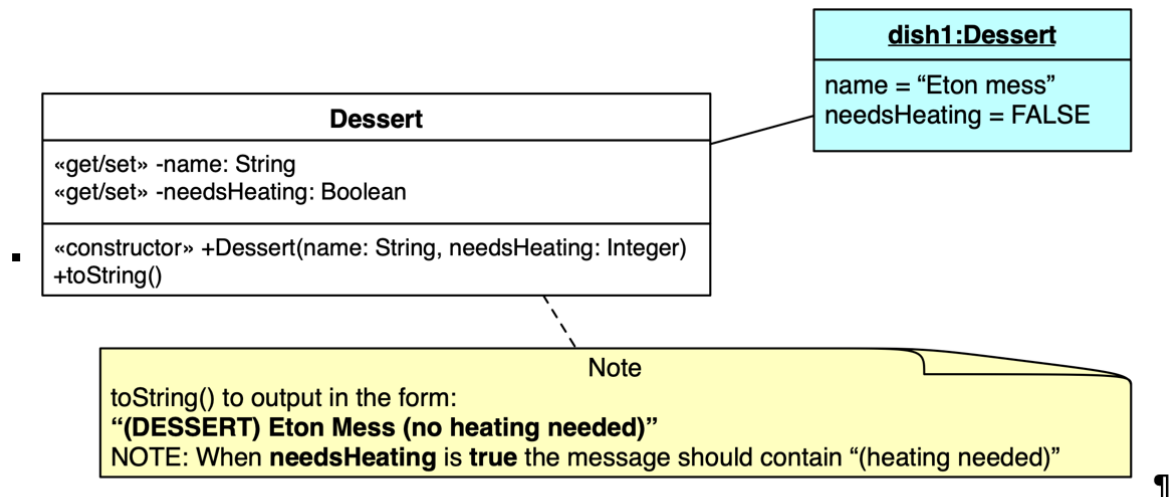 dish1:Dessert
name = “Eton mess”
needsHeating = FALSE
Dessert
«get/set» -name: String
«get/set» -needsHeating: Boolean
«constructor» +Dessert(name: String, needsHeating: Integer)
+toString()
Note
toString() to output in the form:
“(DESSERT) Eton Mess (no heating needed)”
NOTE: When needsHeating is true the message should contain “(heating needed)”
¶